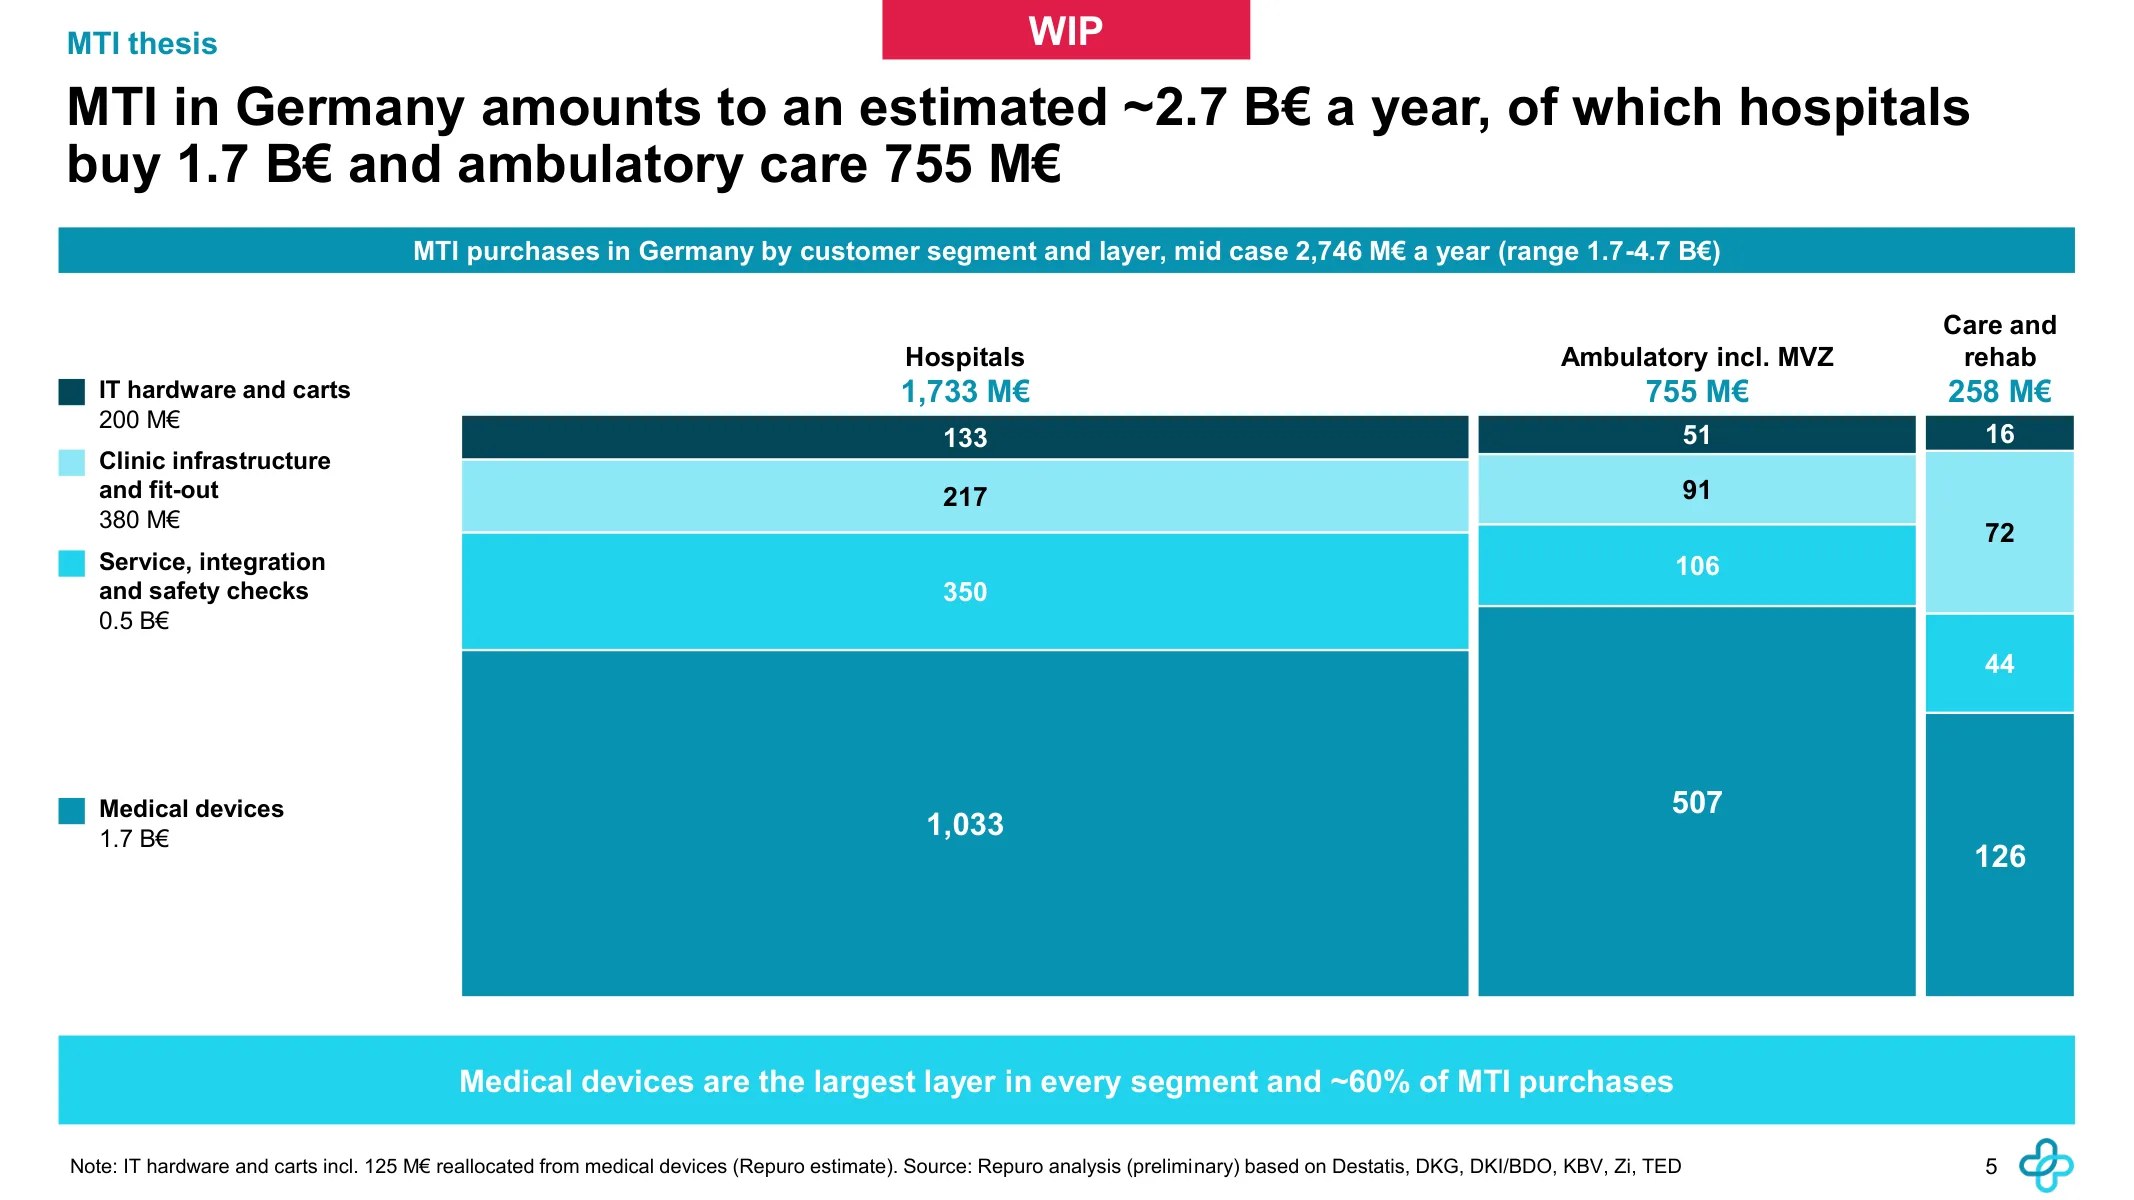 WIP
MTI thesis
MTI in Germany amounts to an estimated ~2.7 B€ a year, of which hospitals
buy 1.7 B€ and ambulatory care 755 M€
MTI purchases in Germany by customer segment and layer, mid case 2,746 M€ a year (range 1.7-4.7 B€)
IT hardware and carts
200 M€
Clinic infrastructure
and fit-out
380 M€
Service, integration
and safety checks
0.5 B€
Medical devices
1.7 B€
Hospitals
1,733 M€
133
217
350
1,033
Ambulatory incl. MVZ
755 M€
51
91
106
507
Care and
rehab
258 M€
16
72
44
126
Medical devices are the largest layer in every segment and ~60% of MTI purchases
Note: IT hardware and carts incl. 125 M€ reallocated from medical devices (Repuro estimate). Source: Repuro analysis (preliminary) based on Destatis, DKG, DKI/BDO, KBV, Zi, TED
5